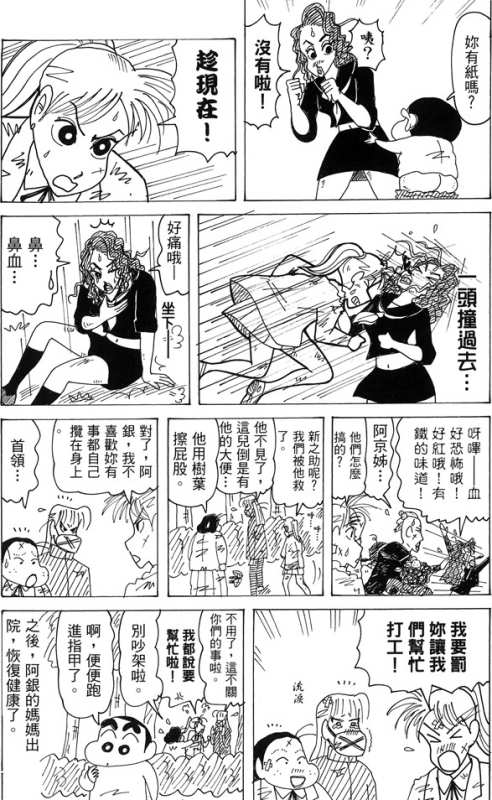 妳有紙嗎？
咦？
沒有啦！
趁現在！
一頭撞過去…
好痛哦
坐——
鼻…
鼻血…
呀嗶——血
好恐怖哦！
好紅哦！有
鐵的味道！
阿京姊…
他們怎麼
搞的？
新之助呢？
我們被他救
了。
呼…
呼…
他不見了，
這兒倒是有
他的大便…
他用樹葉
擦屁股。
對了，阿
銀，我不
喜歡妳有
事都自己
攬在身上
。
首領…
我要罰
妳讓我
們幫忙
打工！
流淚
不用了，這不關
你們的事啦。
我都說要
幫忙啦！
別吵架啦。
啊，便便跑
進指甲了。
之後，阿銀的媽媽出
院，恢復健康了。